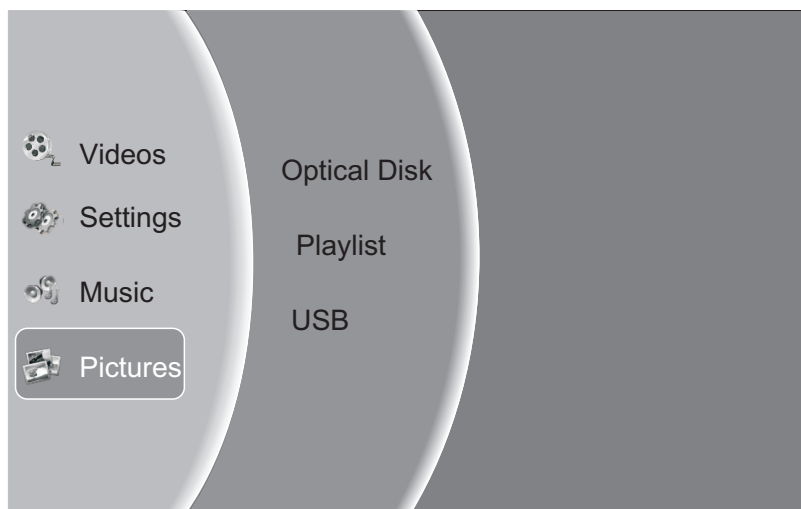 Videos
Settings
Music
Pictures
Optical Disk
Playlist
USB